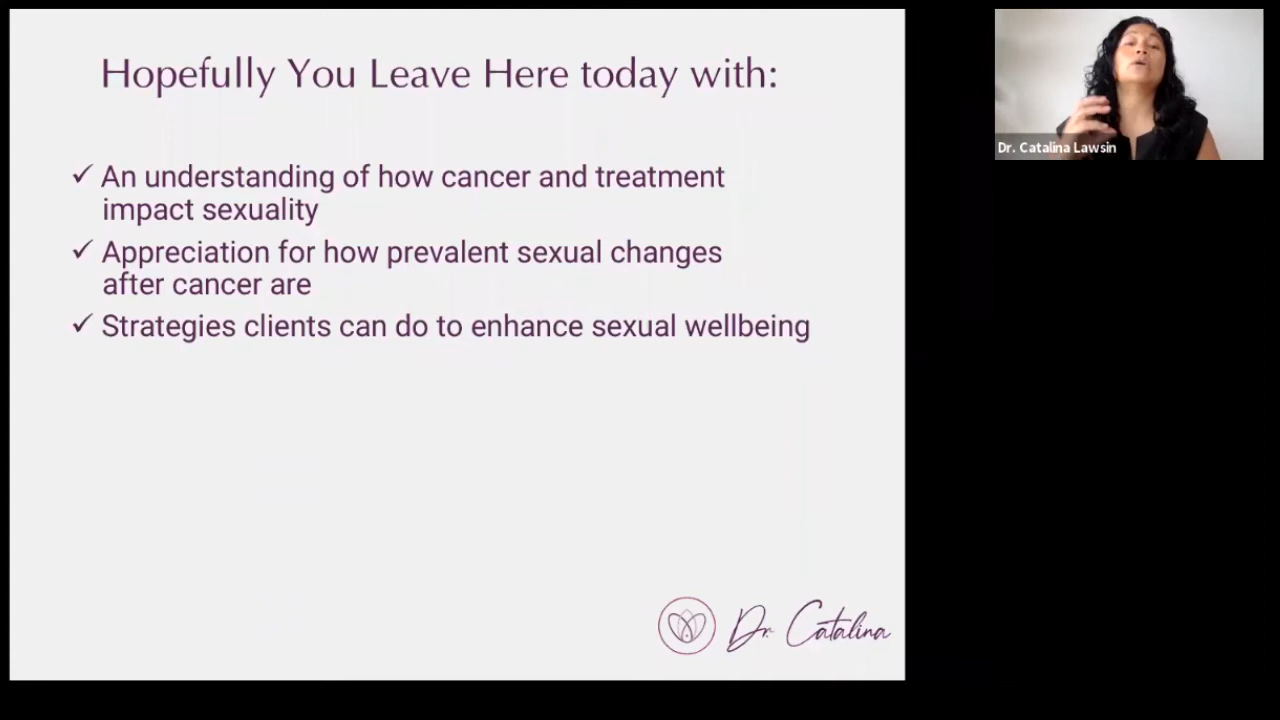 Hopefully You Leave Here today with:
✓ An understanding of how cancer and treatment
impact sexuality
✓ Appreciation for how prevalent sexual changes
after cancer are
✓ Strategies clients can do to enhance sexual wellbeing
Dr. Catalina
Dr. Catalina Lawsin